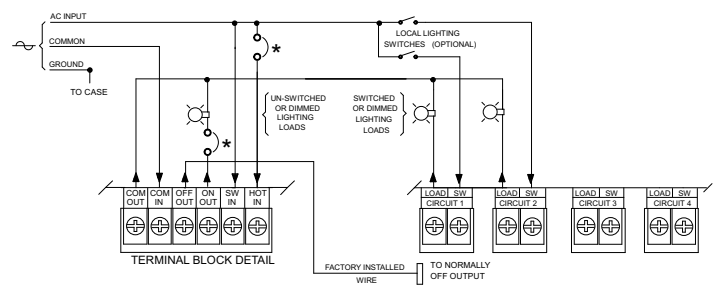 AC INPUT
COMMON
GROUND
TO CASE
*
LOCAL LIGHTING
SWITCHES (OPTIONAL)
UN-SWITCHED
OR DIMMED
LIGHTING
LOADS
SWITCHED
OR DIMMED
LIGHTING
LOADS
*
COM OUT
COM IN
OFF OUT
ON OUT
SW IN
HOT IN
LOAD SW
CIRCUIT 1
LOAD SW
CIRCUIT 2
LOAD SW
CIRCUIT 3
LOAD SW
CIRCUIT 4
TERMINAL BLOCK DETAIL
FACTORY INSTALLED
WIRE
TO NORMALLY
OFF OUTPUT